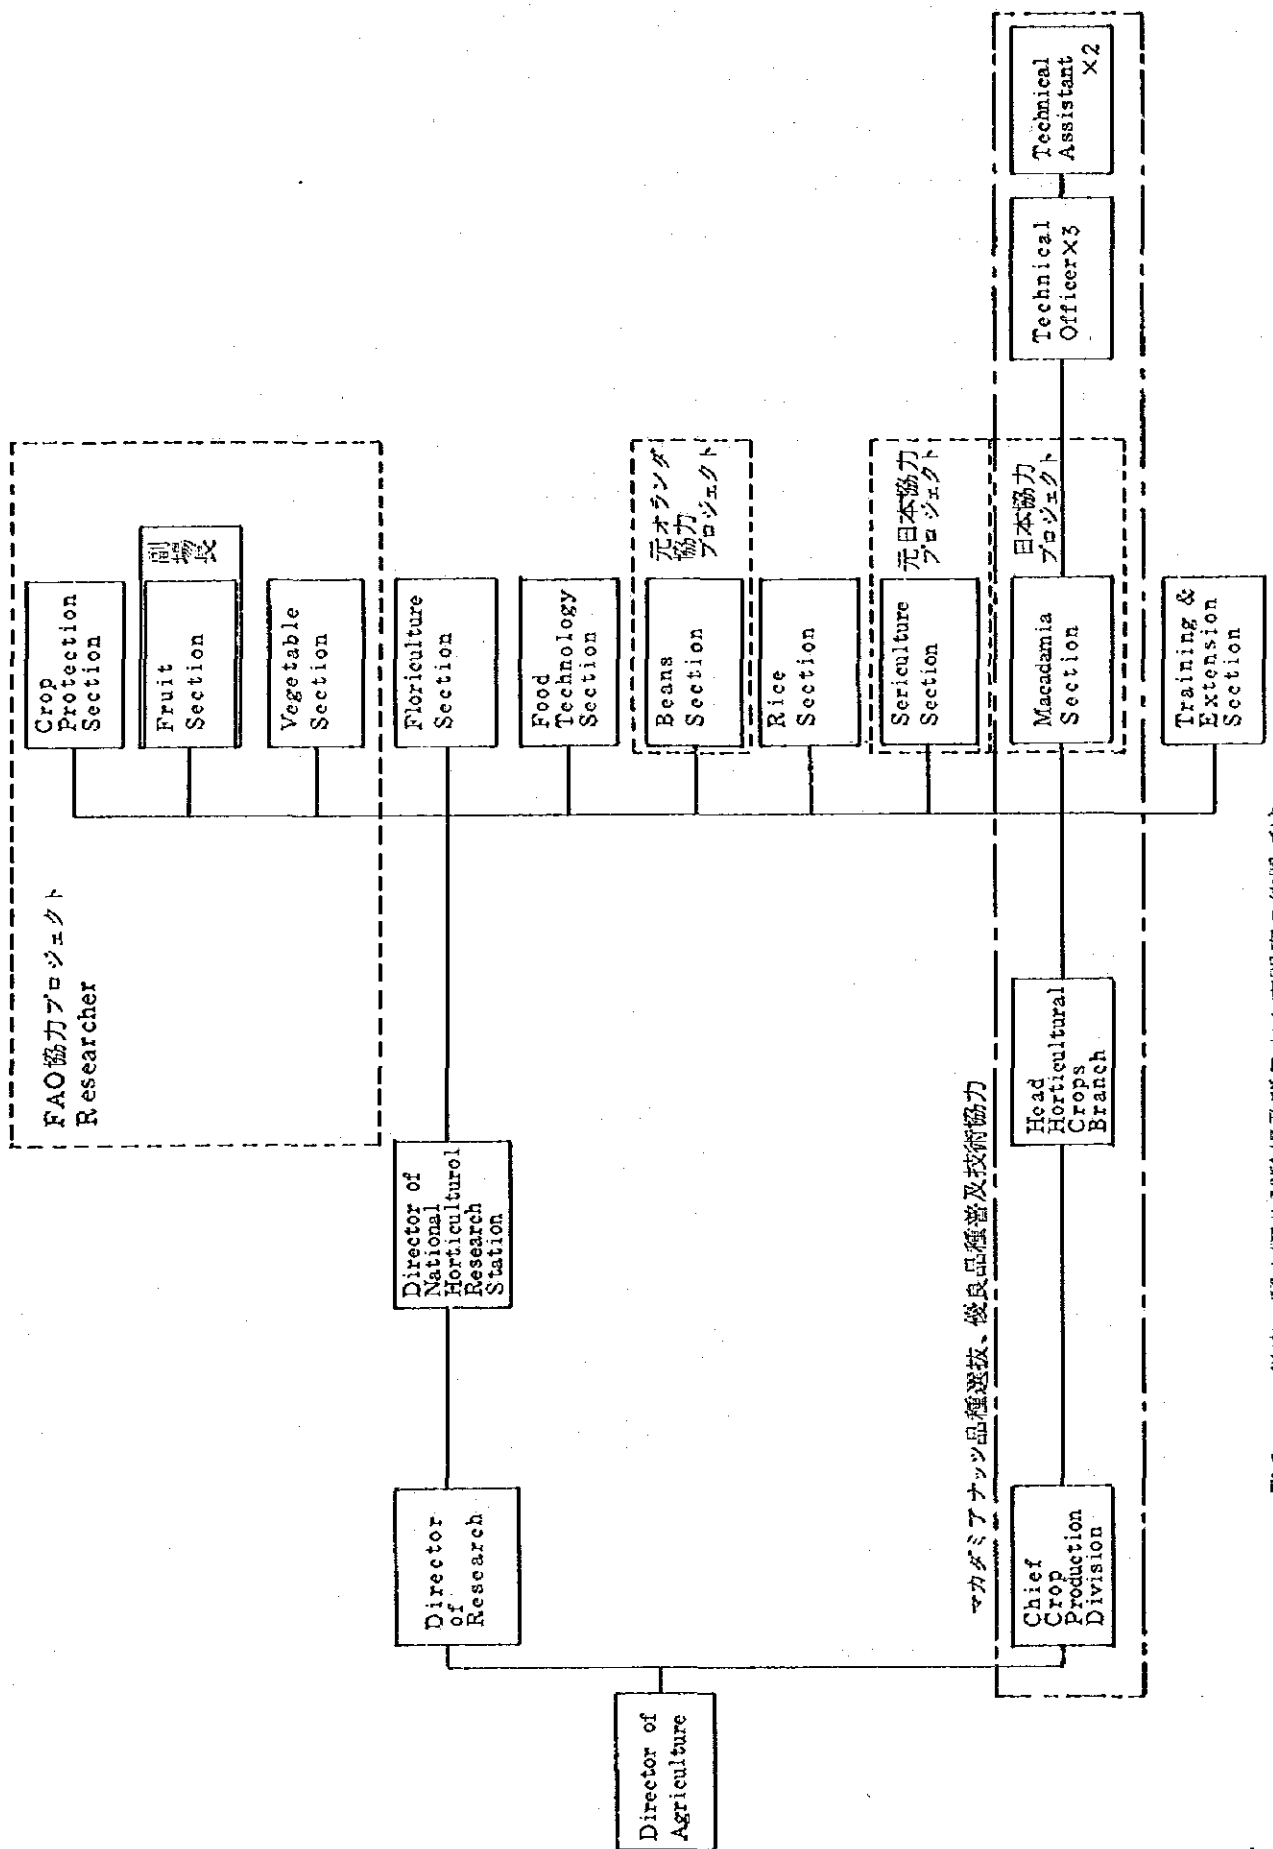 Director of
Agriculture
Director
of
Research
Director of
National
Horticulturol
Research
Station
FAO協力プロジェクト
Researcher
Crop
Protection
Section
Fruit
Section
副場長
Vegetable
Section
Floriculture
Section
Food
Technology
Section
Beans
Section
元オランダ
協力
プロジェクト
Rice
Section
Sericulture
Section
元日本協力
プロジェクト
マカダミアナッツ品種選抜、優良品種普及技術協力
Chief
Crop
Production
Division
Head
Horticultural
Crops
Branch
Macadamia
Section
日本協力
プロジェクト
Technical
Officer×3
Technical
Assistant
×2
Training &
Extension
Section